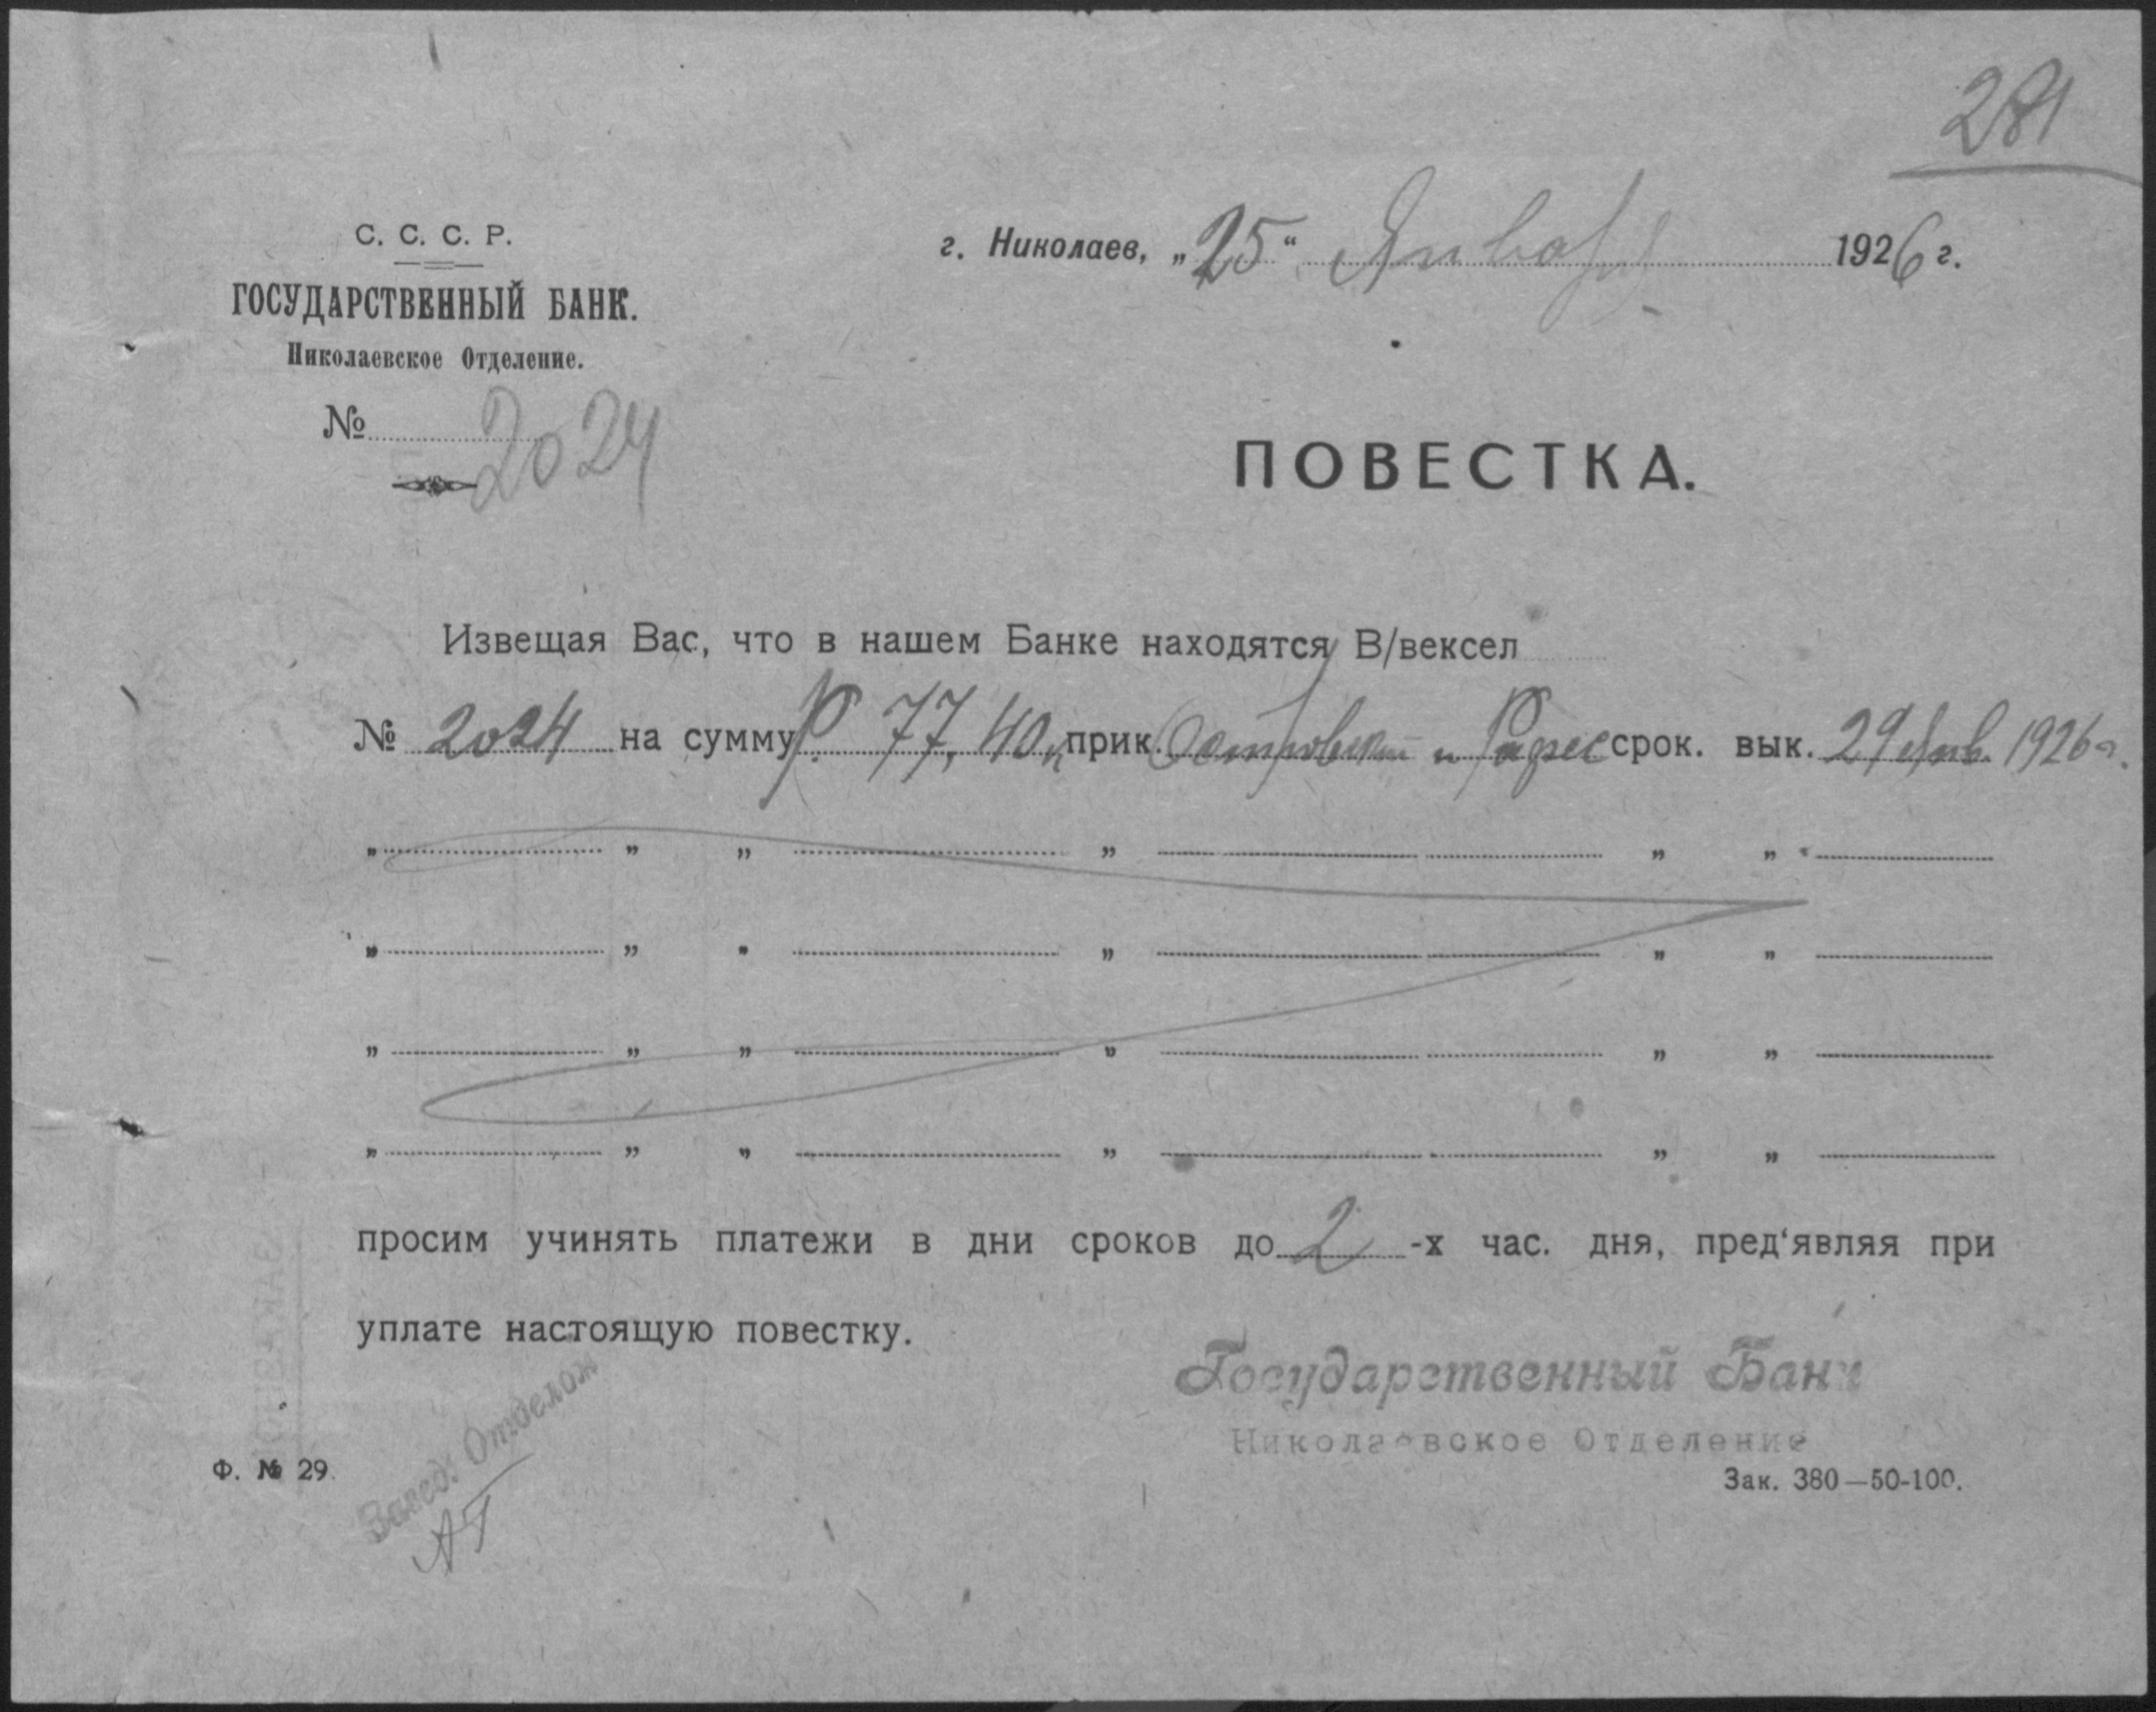 281
С. С. С. Р.
ГОСУДАРСТВЕННЫЙ БАНК.
Николаевское Отделение.
№ 2024
г. Николаев, „25“ Января 1926 г.
ПОВЕСТКА.
Извещая Вас, что в нашем Банке находятся В/вексел
№ 2024 на сумму Р. 77,40 к прик. Островский и срок. вык. 29 Янв. 1926 г.
„ „ „ „ „ „
„ „ „ „ „ „
„ „ „ „ „ „
„ „ „ „ „ „
просим учинять платежи в дни сроков до 2 -х час. дня, пред‘являя при
уплате настоящую повестку.
Государственный Банк
Николаевское Отделение
Завед. Отделом
Ф. № 29.
Зак. 380—50-100.